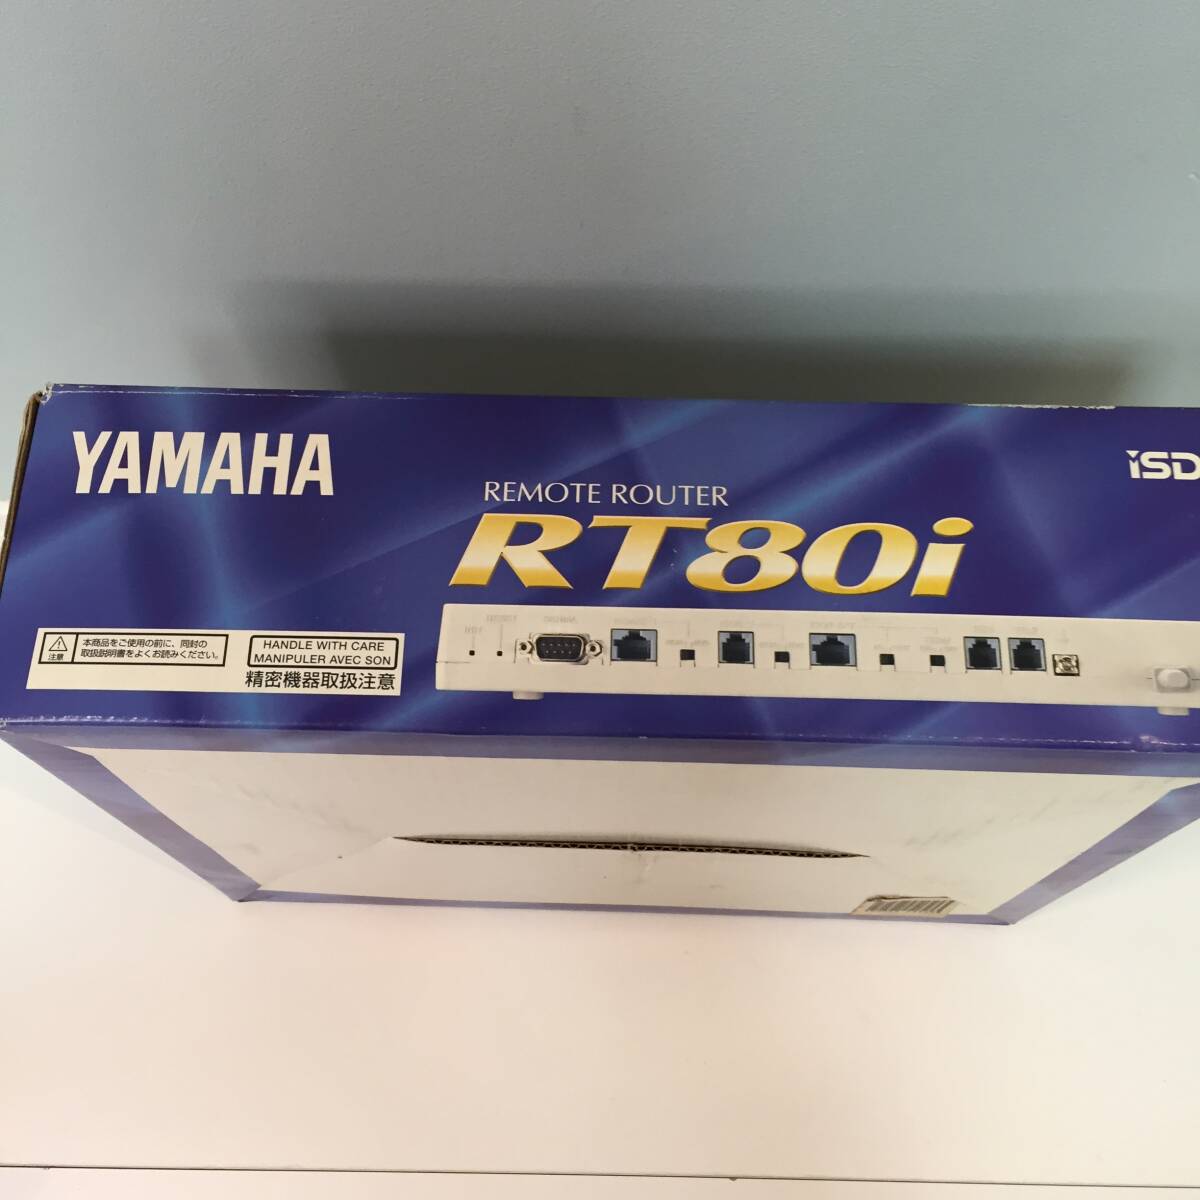 YAMAHA
REMOTE ROUTER
RT80i
iSD
注意
本商品をご使用の前に、同封の
取扱説明書をよくお読みください。
HANDLE WITH CARE
MANIPULER AVEC SON
精密機器取扱注意